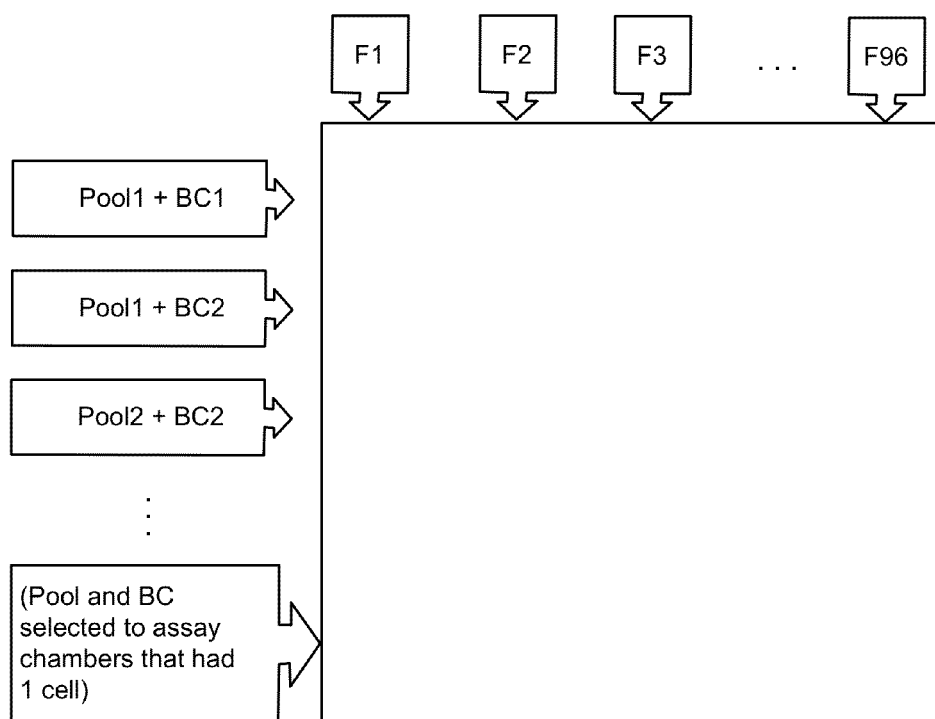 F1 F2 F3 . . . F96
Pool1 + BC1
Pool1 + BC2
Pool2 + BC2
.
.
.
(Pool and BC
selected to assay
chambers that had
1 cell)